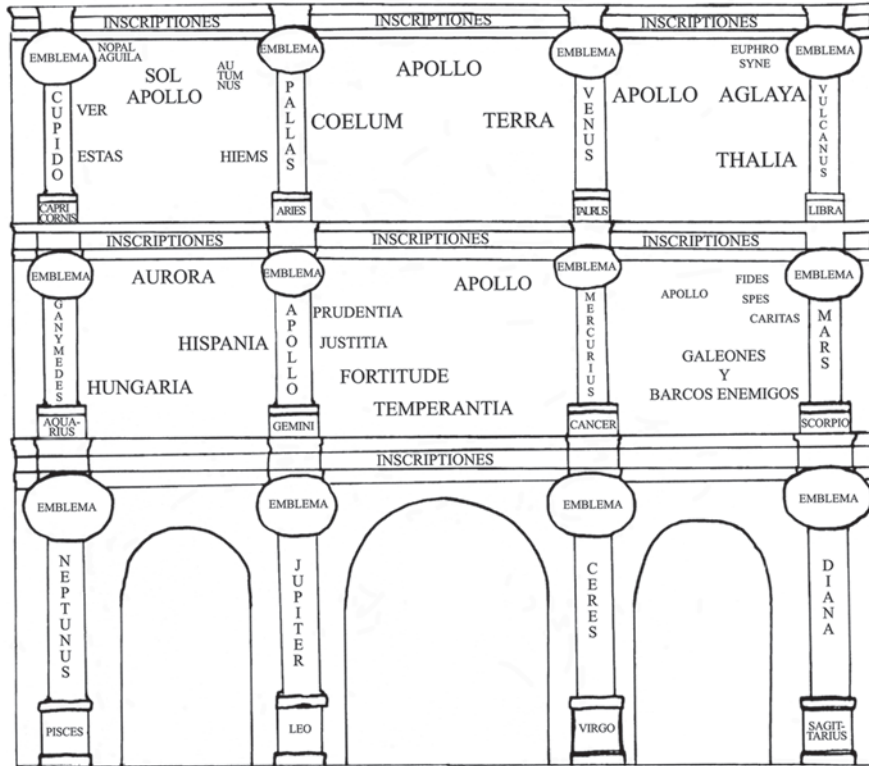 INSCRIPTIONES
INSCRIPTIONES
INSCRIPTIONES
EMBLEMA
NOPAL
AGUILA
SOL
APOLLO
AU
TUM
NUS
EMBLEMA
APOLLO
EMBLEMA
EUPHRO
SYNE
EMBLEMA
CUPIDO
VER
ESTAS
HIEMS
PALLAS
COELUM
TERRA
VENUS
APOLLO
AGLAYA
THALIA
VULCANUS
CAPRI
CORNIS
ARIES
TAURUS
LIBRA
INSCRIPTIONES
INSCRIPTIONES
INSCRIPTIONES
EMBLEMA
AURORA
EMBLEMA
APOLLO
EMBLEMA
APOLLO
FIDES
SPES
CARITAS
EMBLEMA
GANYMEDES
HISPANIA
HUNGARIA
APOLLO
PRUDENTIA
JUSTITIA
FORTITUDE
TEMPERANTIA
MERCURIUS
GALEONES
Y
BARCOS ENEMIGOS
MARS
AQUA-
RIUS
GEMINI
CANCER
SCORPIO
INSCRIPTIONES
EMBLEMA
EMBLEMA
EMBLEMA
EMBLEMA
NEPTUNUS
JUPITER
CERES
DIANA
PISCES
LEO
VIRGO
SAGIT-
TARIUS